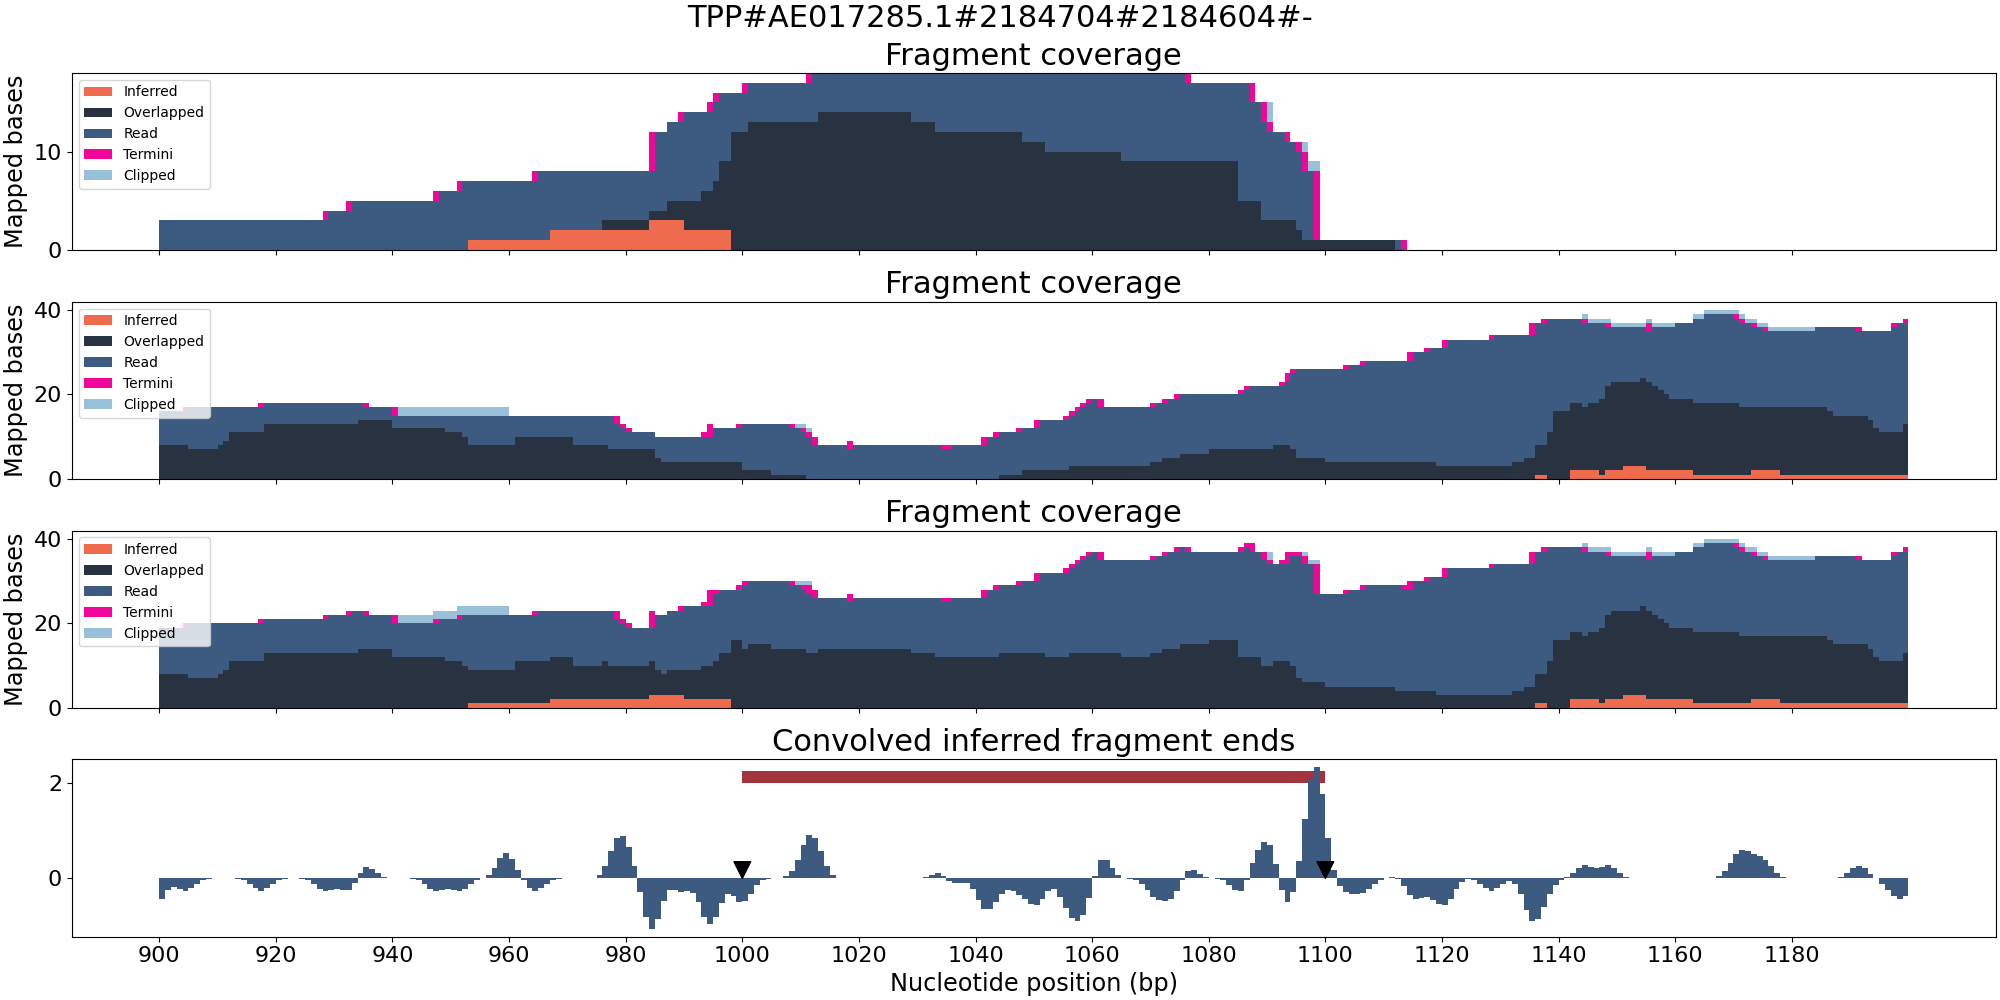 TPP#AE017285.1#2184704#2184604#-
Fragment coverage
Mapped bases
10
0
Inferred
Overlapped
Read
Termini
Clipped
Fragment coverage
Mapped bases
40
20
0
Inferred
Overlapped
Read
Termini
Clipped
Fragment coverage
Mapped bases
40
20
0
Inferred
Overlapped
Read
Termini
Clipped
Convolved inferred fragment ends
2
0
900 920 940 960 980 1000 1020 1040 1060 1080 1100 1120 1140 1160 1180
Nucleotide position (bp)